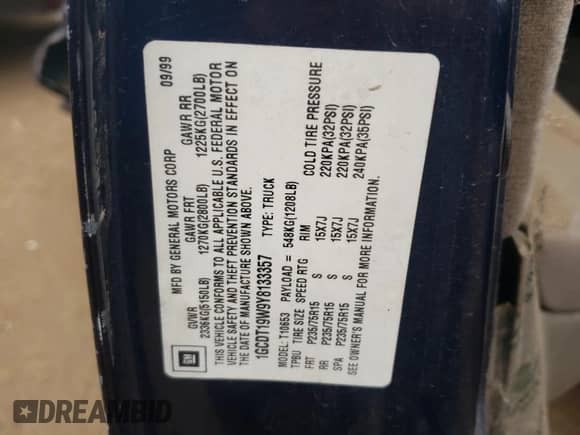 MFD BY GENERAL MOTORS CORP 09/99
GVWR GAWR FRT GAWR RR
2336KG(5150LB) 1270KG(2800LB) 1225KG(2700LB)
THIS VEHICLE CONFORMS TO ALL APPLICABLE U.S. FEDERAL MOTOR
VEHICLE SAFETY AND THEFT PREVENTION STANDARDS IN EFFECT ON
THE DATE OF MANUFACTURE SHOWN ABOVE.
1GCDT19W9Y8133357 TYPE: TRUCK
MODEL: T10653 PAYLOAD = 548KG(1208LB)
TPBU TIRE SIZE SPEED RTG RIM COLD TIRE PRESSURE
FRT P235/75R15 S 15X7J 220KPA(32PSI)
RR P235/75R15 S 15X7J 220KPA(32PSI)
SPA P235/75R15 S 15X7J 240KPA(35PSI)
SEE OWNER'S MANUAL FOR MORE INFORMATION.
GM
DREAMBID